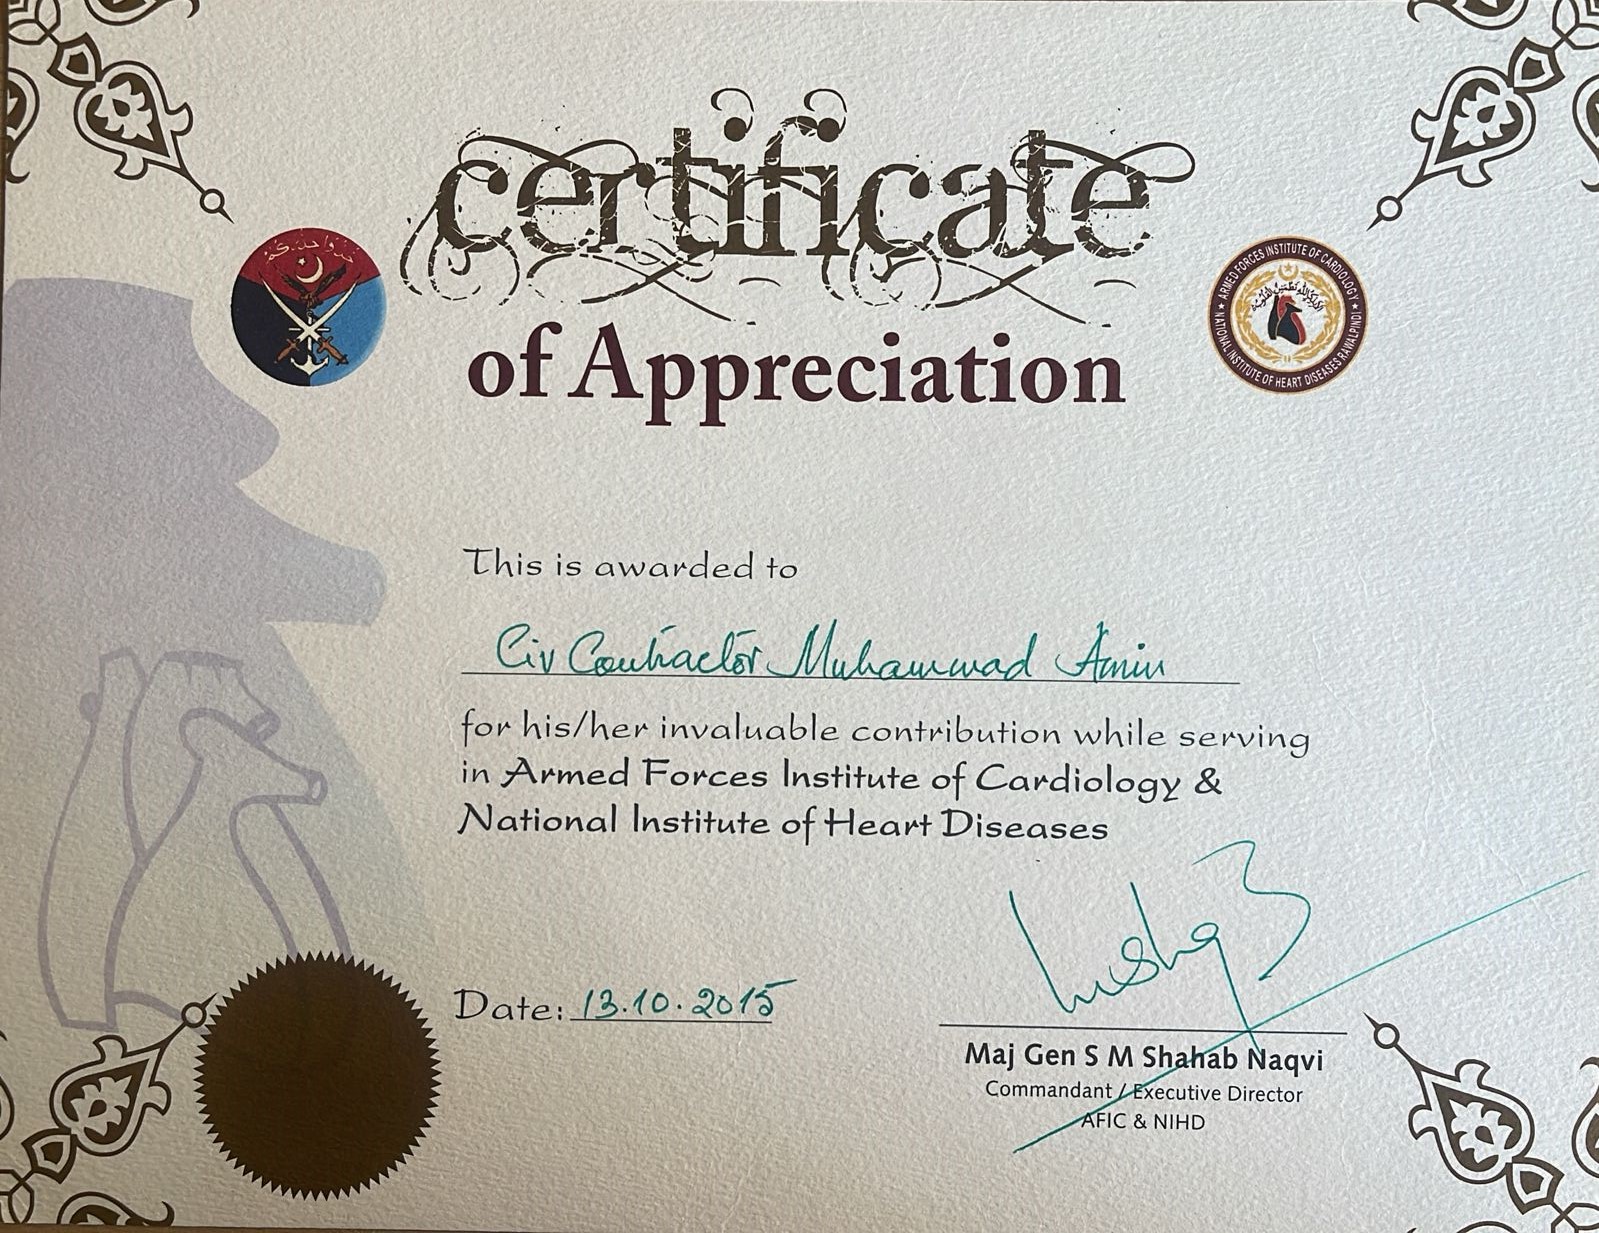 certificate
of Appreciation
ARMED FORCES INSTITUTE OF CARDIOLOGY
NATIONAL INSTITUTE OF HEART DISEASES RAWALPINDI
This is awarded to
Civ Contractor Muhammad Amin
for his/her invaluable contribution while serving
in Armed Forces Institute of Cardiology &
National Institute of Heart Diseases
Date: 13.10.2015
Maj Gen S M Shahab Naqvi
Commandant / Executive Director
AFIC & NIHD